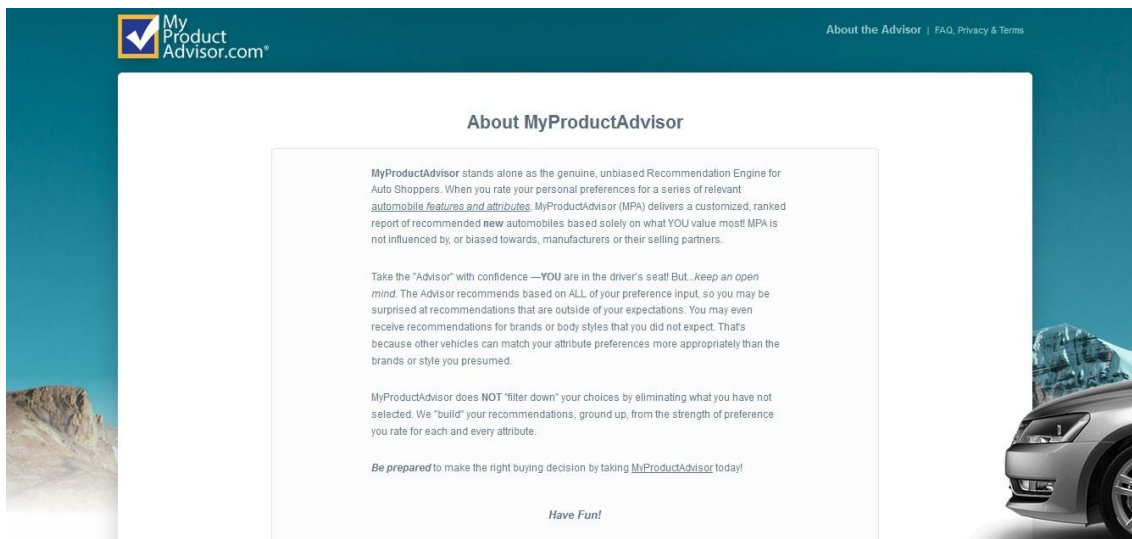 My
Product
Advisor.com®
About the Advisor | FAQ, Privacy & Terms
About MyProductAdvisor
MyProductAdvisor stands alone as the genuine, unbiased Recommendation Engine for
Auto Shoppers. When you rate your personal preferences for a series of relevant
automobile features and attributes, MyProductAdvisor (MPA) delivers a customized, ranked
report of recommended new automobiles based solely on what YOU value most! MPA is
not influenced by, or biased towards, manufacturers or their selling partners.
Take the "Advisor" with confidence —YOU are in the driver's seat! But...keep an open
mind. The Advisor recommends based on ALL of your preference input, so you may be
surprised at recommendations that are outside of your expectations. You may even
receive recommendations for brands or body styles that you did not expect. That's
because other vehicles can match your attribute preferences more appropriately than the
brands or style you presumed.
MyProductAdvisor does NOT "filter down" your choices by eliminating what you have not
selected. We "build" your recommendations, ground up, from the strength of preference
you rate for each and every attribute.
Be prepared to make the right buying decision by taking MyProductAdvisor today!
Have Fun!